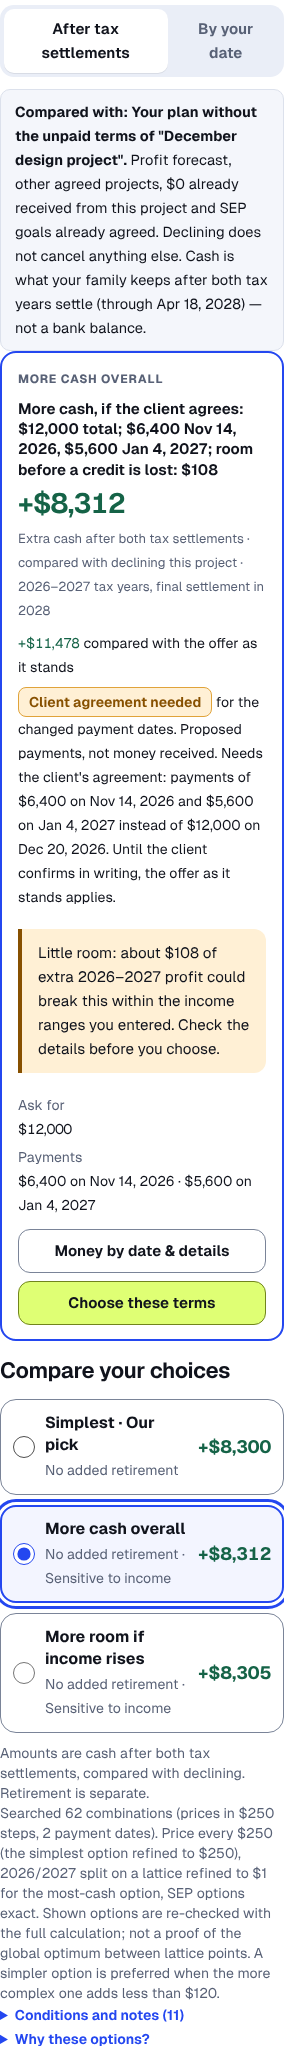 After tax
settlements
By your
date
Compared with: Your plan without
the unpaid terms of "December
design project". Profit forecast,
other agreed projects, $0 already
received from this project and SEP
goals already agreed. Declining does
not cancel anything else. Cash is
what your family keeps after both tax
years settle (through Apr 18, 2028) —
not a bank balance.
MORE CASH OVERALL
More cash, if the client agrees:
$12,000 total; $6,400 Nov 14,
2026, $5,600 Jan 4, 2027; room
before a credit is lost: $108
+$8,312
Extra cash after both tax settlements ·
compared with declining this project ·
2026–2027 tax years, final settlement in
2028
+$11,478 compared with the offer as
it stands
Client agreement needed for the
changed payment dates. Proposed
payments, not money received. Needs
the client's agreement: payments of
$6,400 on Nov 14, 2026 and $5,600
on Jan 4, 2027 instead of $12,000 on
Dec 20, 2026. Until the client
confirms in writing, the offer as it
stands applies.
Little room: about $108 of
extra 2026–2027 profit could
break this within the income
ranges you entered. Check the
details before you choose.
Ask for
$12,000
Payments
$6,400 on Nov 14, 2026 · $5,600 on
Jan 4, 2027
Money by date & details
Choose these terms
Compare your choices
Simplest · Our
pick
No added retirement
+$8,300
More cash overall
No added retirement ·
Sensitive to income
+$8,312
More room if
income rises
No added retirement ·
Sensitive to income
+$8,305
Amounts are cash after both tax
settlements, compared with declining.
Retirement is separate.
Searched 62 combinations (prices in $250
steps, 2 payment dates). Price every $250
(the simplest option refined to $250),
2026/2027 split on a lattice refined to $1
for the most-cash option, SEP options
exact. Shown options are re-checked with
the full calculation; not a proof of the
global optimum between lattice points. A
simpler option is preferred when the more
complex one adds less than $120.
Conditions and notes (11)
Why these options?